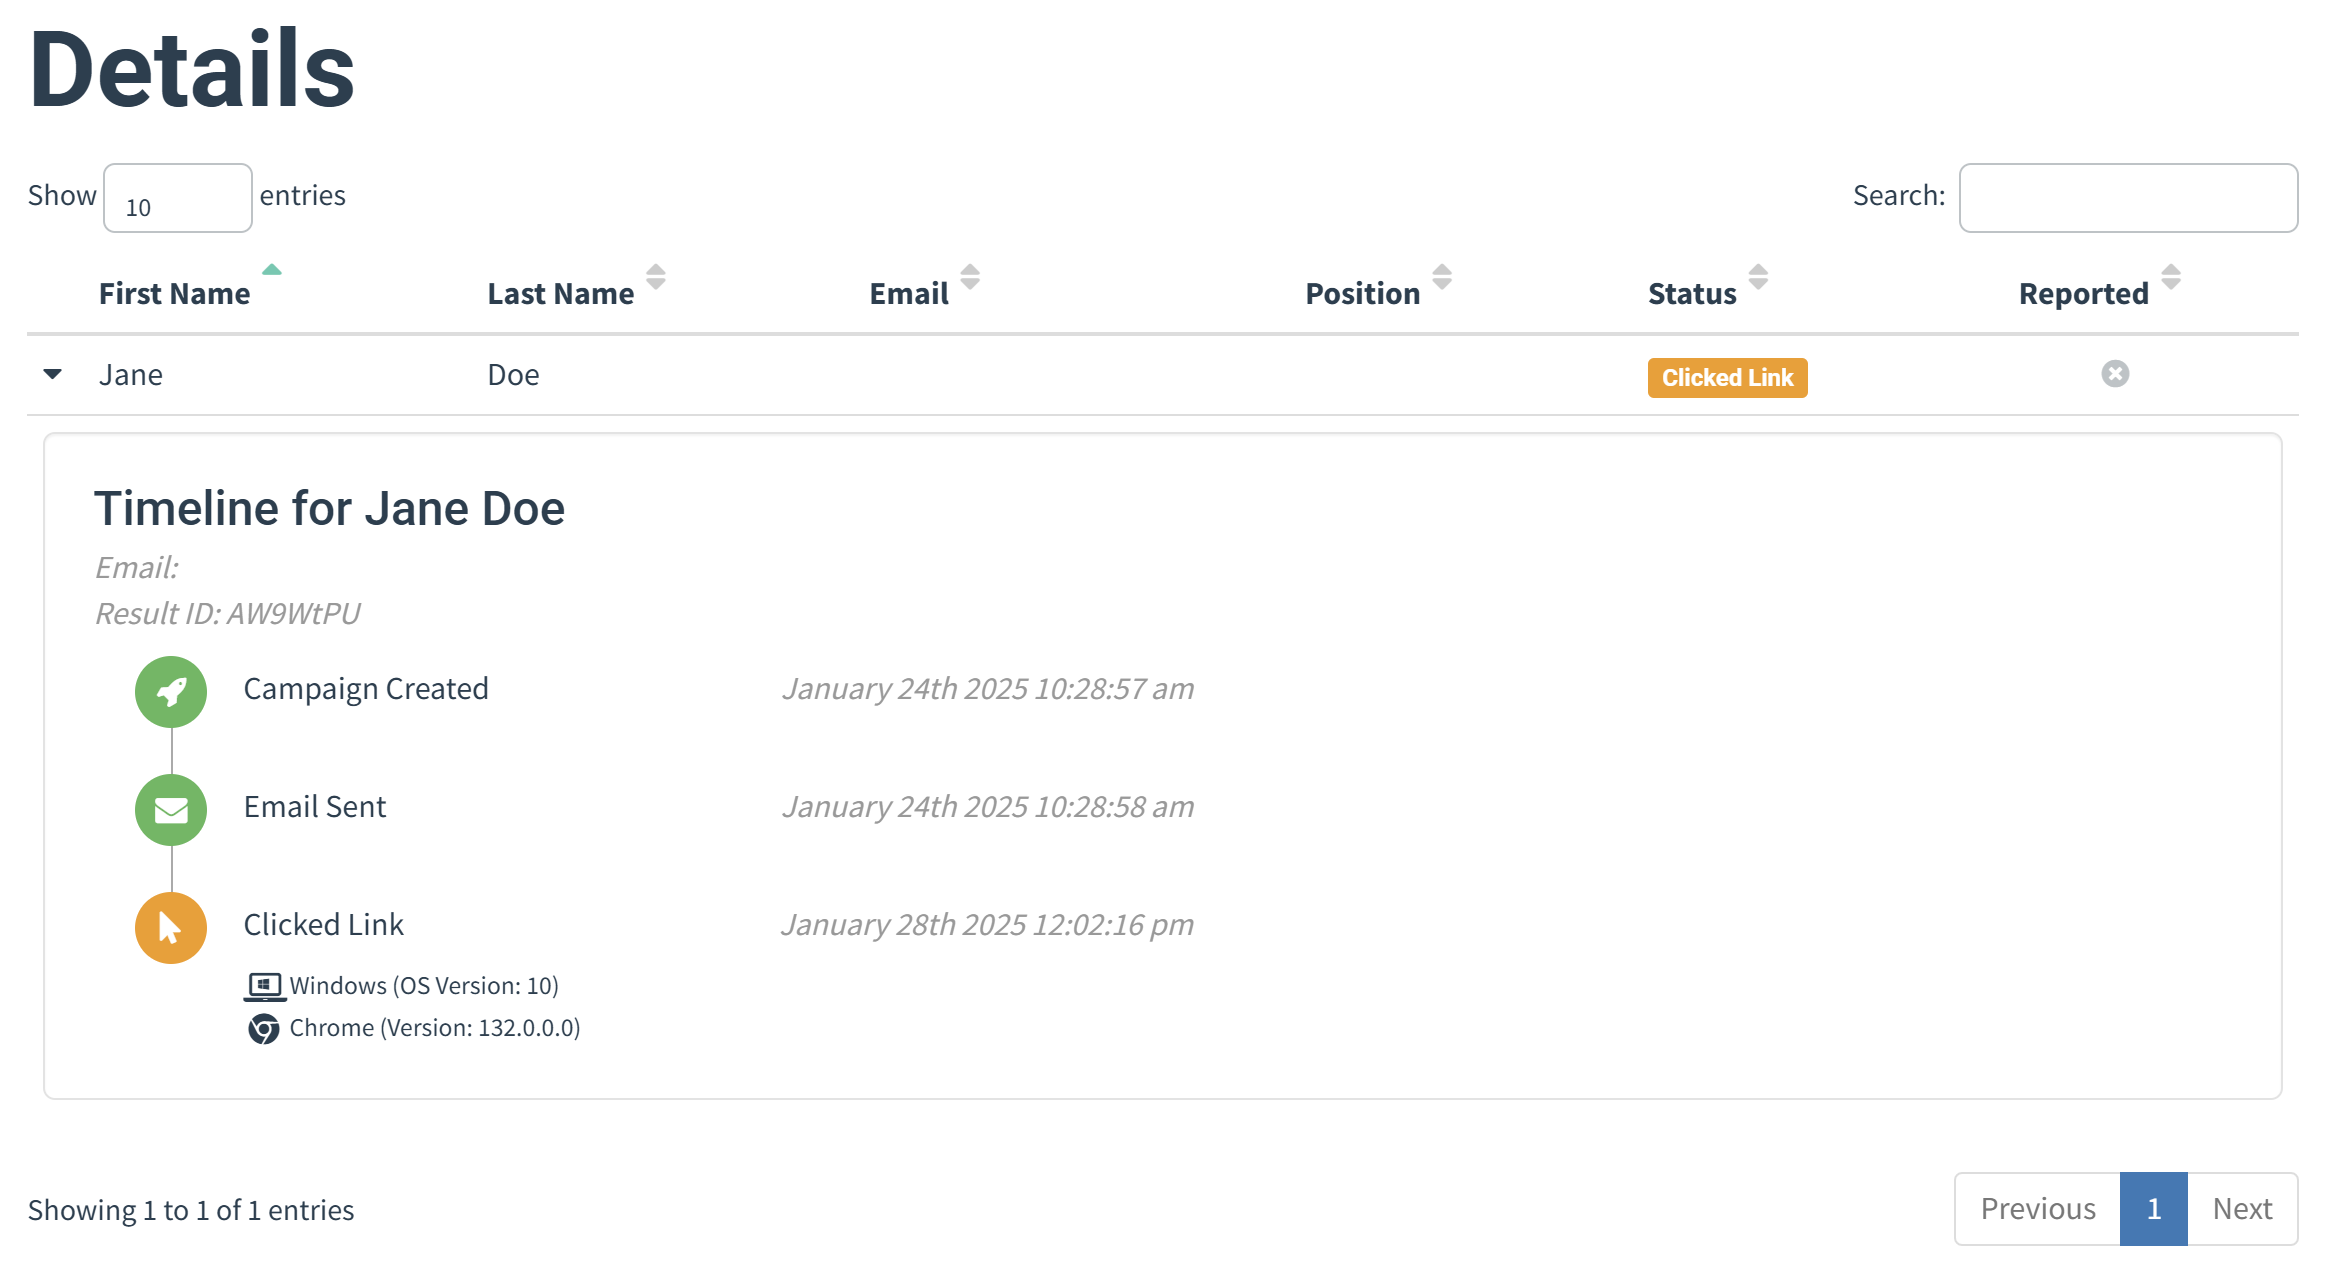 Details
Show 10 entries Search:
First Name Last Name Email Position Status Reported
Jane Doe Clicked Link
Timeline for Jane Doe
Email:
Result ID: AW9WtPU
Campaign Created January 24th 2025 10:28:57 am
Email Sent January 24th 2025 10:28:58 am
Clicked Link January 28th 2025 12:02:16 pm
Windows (OS Version: 10)
Chrome (Version: 132.0.0.0)
Showing 1 to 1 of 1 entries Previous 1 Next